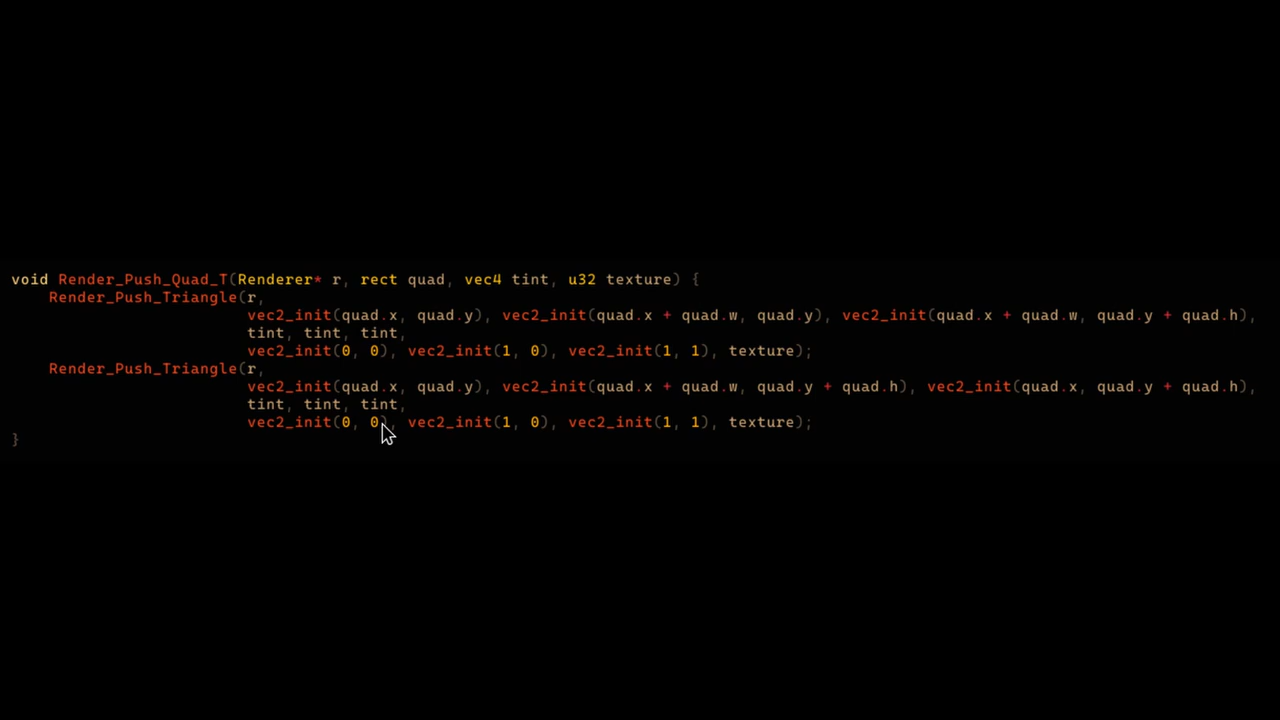 void Render_Push_Quad_T(Renderer* r, rect quad, vec4 tint, u32 texture) {
    Render_Push_Triangle(r,
                         vec2_init(quad.x, quad.y), vec2_init(quad.x + quad.w, quad.y), vec2_init(quad.x + quad.w, quad.y + quad.h),
                         tint, tint, tint,
                         vec2_init(0, 0), vec2_init(1, 0), vec2_init(1, 1), texture);
    Render_Push_Triangle(r,
                         vec2_init(quad.x, quad.y), vec2_init(quad.x + quad.w, quad.y + quad.h), vec2_init(quad.x, quad.y + quad.h),
                         tint, tint, tint,
                         vec2_init(0, 0), vec2_init(1, 0), vec2_init(1, 1), texture);
}